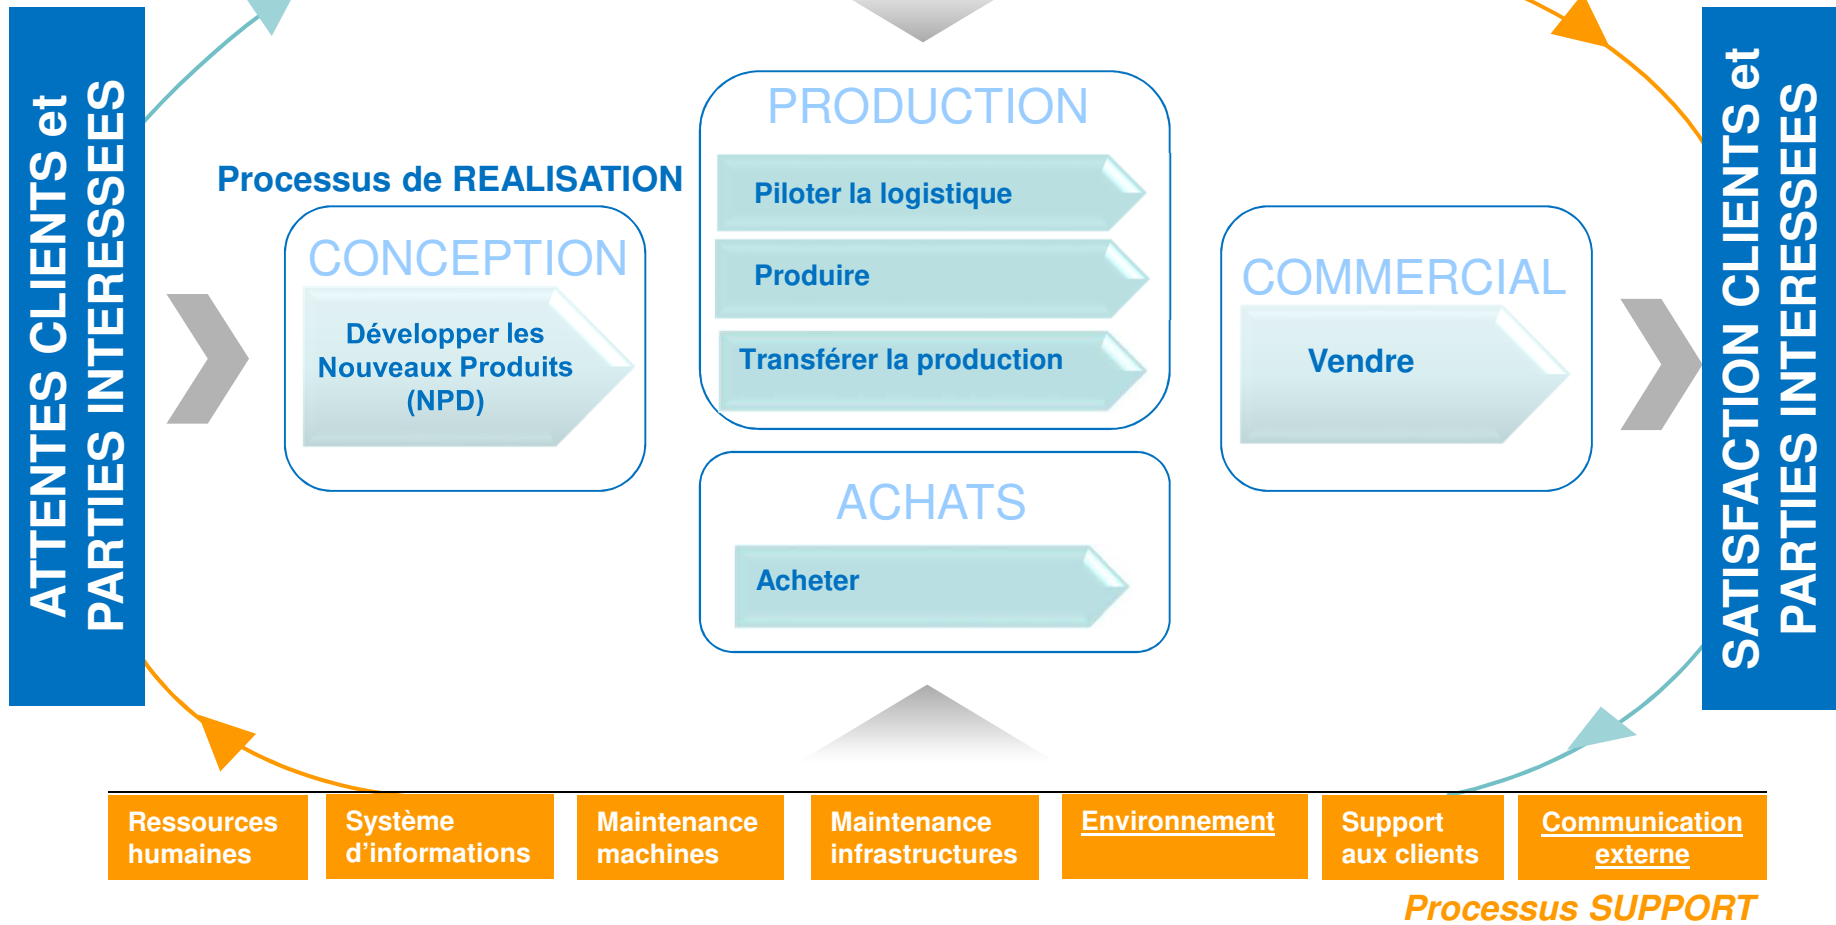 ATTENTES CLIENTS et
PARTIES INTERESSEES
Processus de REALISATION
CONCEPTION
Développer les
Nouveaux Produits
(NPD)
PRODUCTION
Piloter la logistique
Produire
Transférer la production
ACHATS
Acheter
COMMERCIAL
Vendre
SATISFACTION CLIENTS et
PARTIES INTERESSEES
Ressources
humaines
Système
d’informations
Maintenance
machines
Maintenance
infrastructures
Environnement
Support
aux clients
Communication
externe
Processus SUPPORT